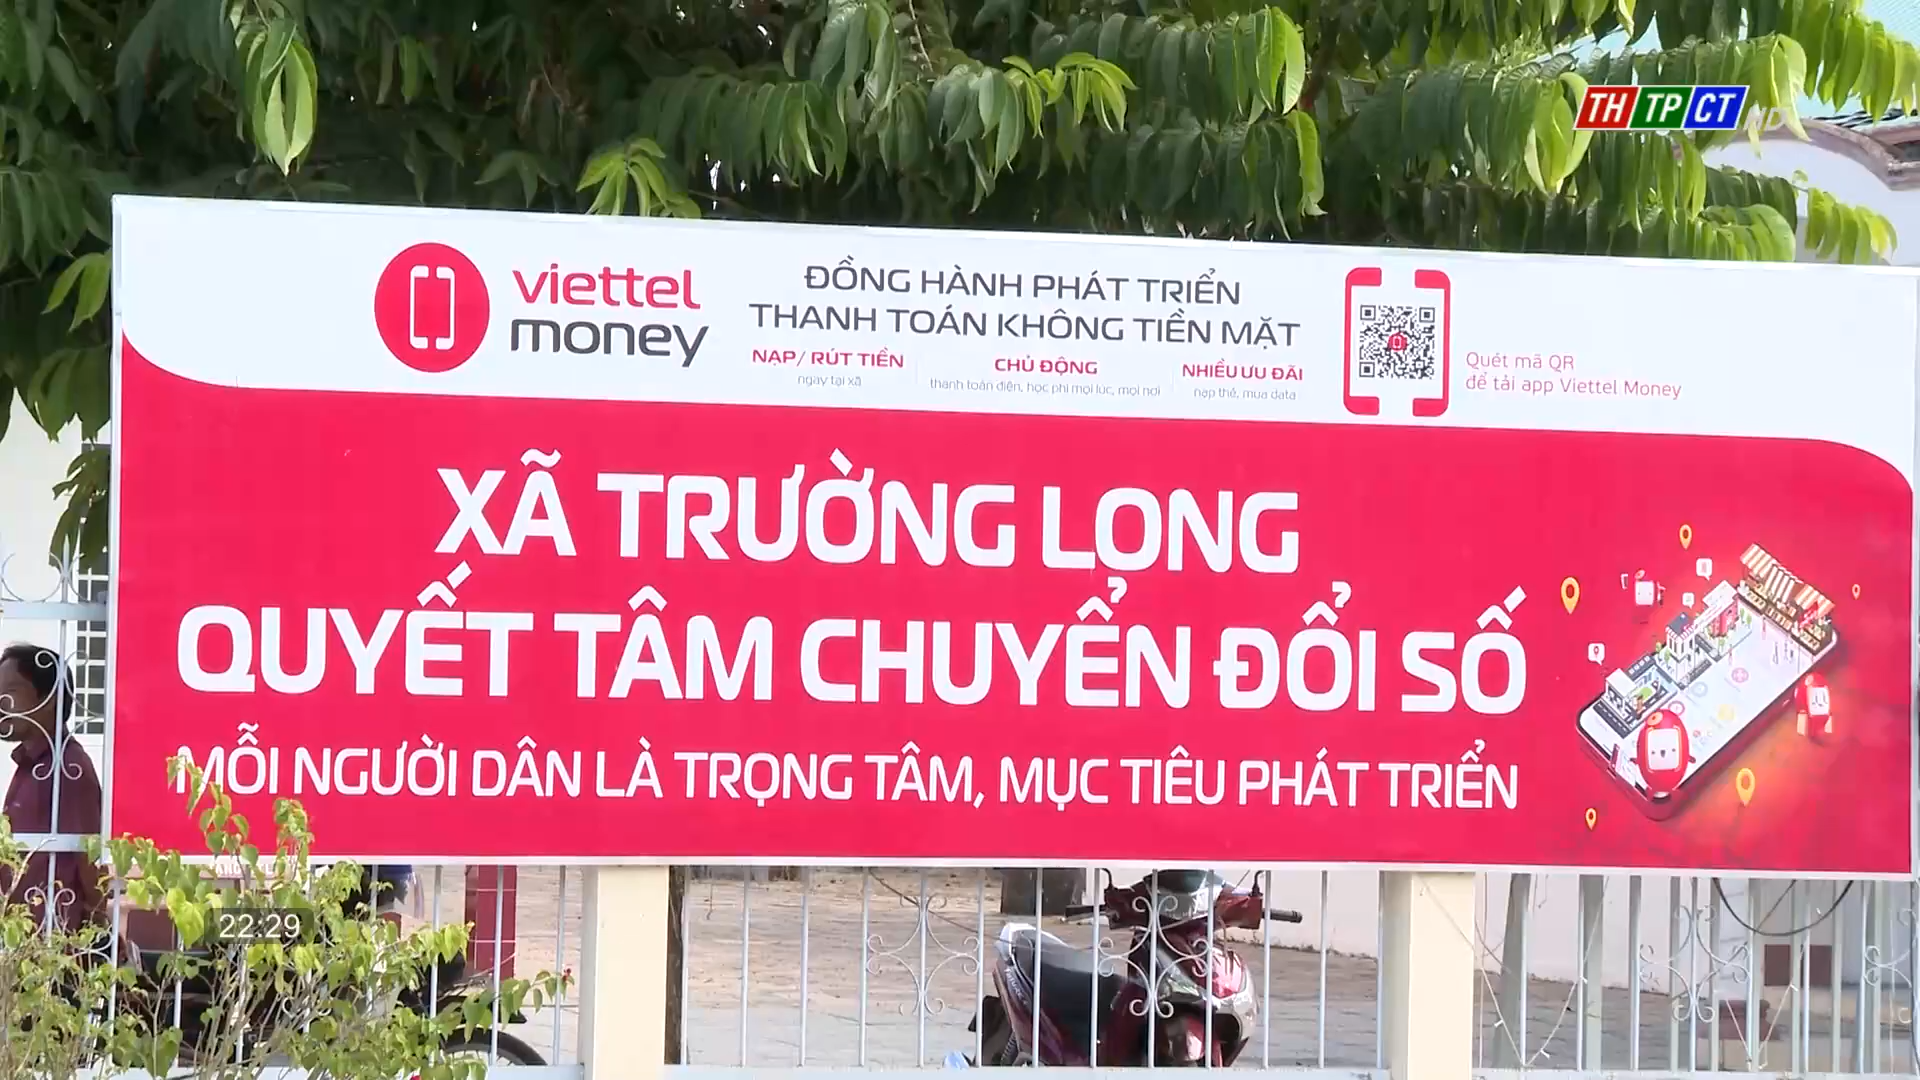 TH TPCT HD
viettel
money
ĐỒNG HÀNH PHÁT TRIỂN
THANH TOÁN KHÔNG TIỀN MẶT
NẠP/ RÚT TIỀN
ngay tại xã
CHỦ ĐỘNG
thanh toán điện, học phí mọi lúc, mọi nơi
NHIỀU ƯU ĐÃI
nạp thẻ, mua data
Quét mã QR
để tải app Viettel Money
XÃ TRƯỜNG LONG
QUYẾT TÂM CHUYỂN ĐỔI SỐ
MỖI NGƯỜI DÂN LÀ TRỌNG TÂM, MỤC TIÊU PHÁT TRIỂN
22:29